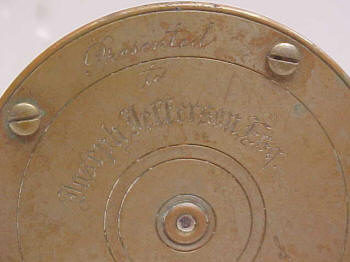 Presented
to
Joseph Jefferson Esq.